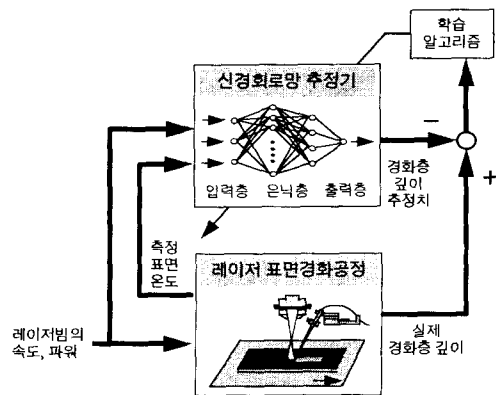 학습
알고리즘
신경회로망 추정기
입력층 은닉층 출력층
−
+
경화층
깊이
추정치
측정
표면
온도
레이저 표면경화공정
레이저빔의
속도, 파워
실제
경화층 깊이